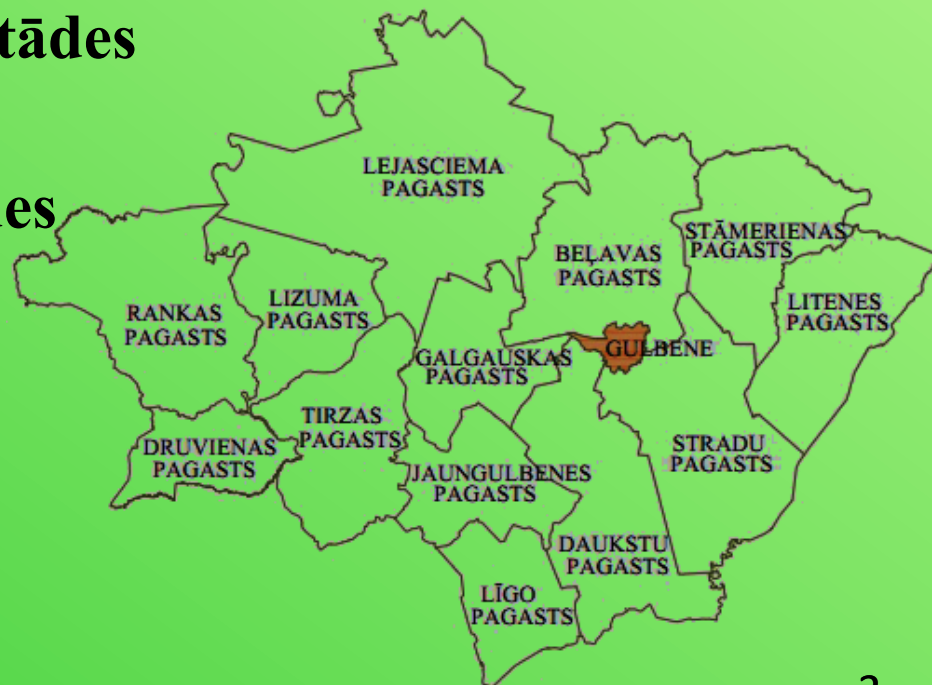 tādes
es
LEJASCIEMA
PAGASTS
STĀMERIENAS
PAGASTS
BEĻAVAS
PAGASTS
LITENES
PAGASTS
RANKAS
PAGASTS
LIZUMA
PAGASTS
GULBENE
GALGAUSKAS
PAGASTS
TIRZAS
PAGASTS
DRUVIENAS
PAGASTS
STRADU
PAGASTS
JAUNGULBENES
PAGASTS
DAUKSTU
PAGASTS
LĪGO
PAGASTS